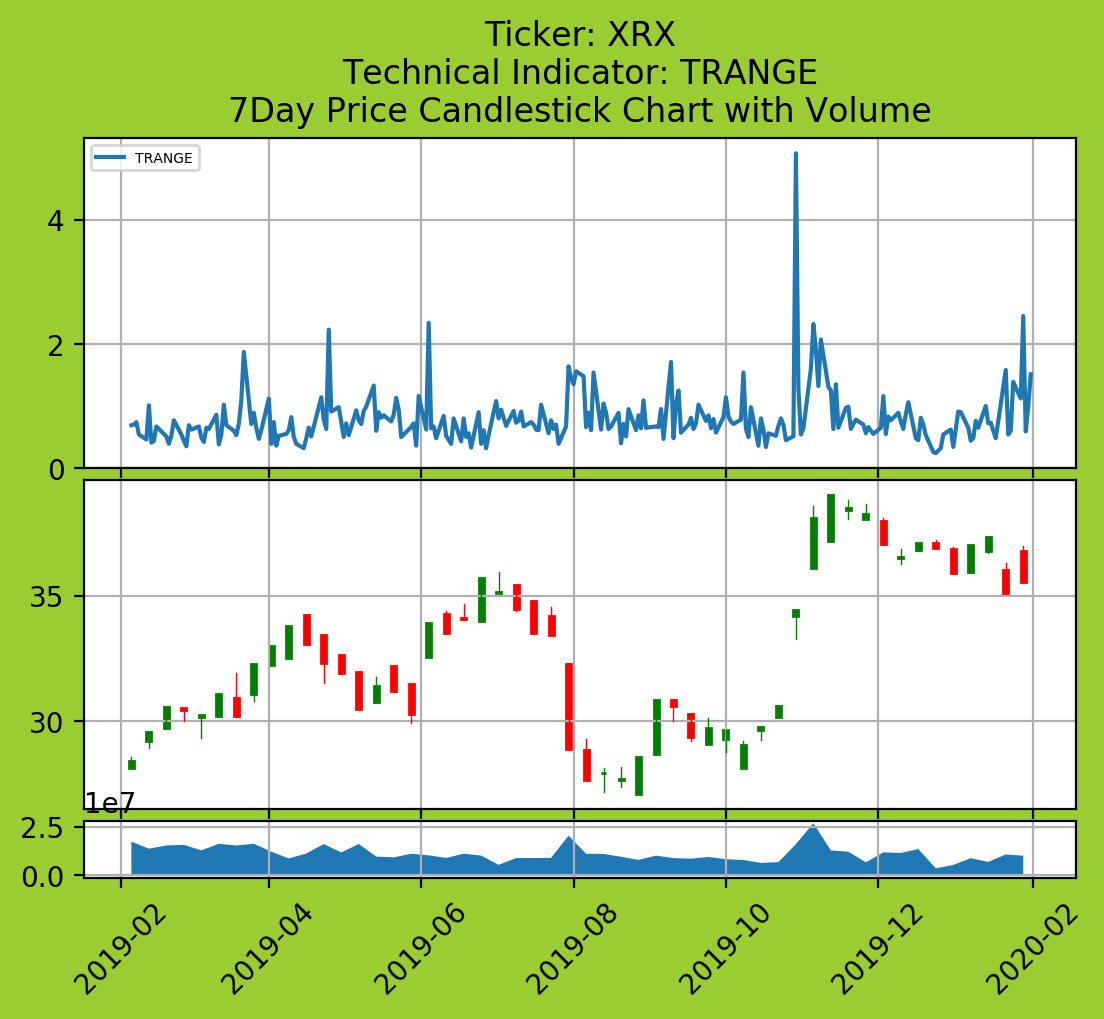 Ticker: XRX
Technical Indicator: TRANGE
7Day Price Candlestick Chart with Volume
TRANGE
4
2
0
35
30
1e7
2.5
0.0
2019-02
2019-04
2019-06
2019-08
2019-10
2019-12
2020-02